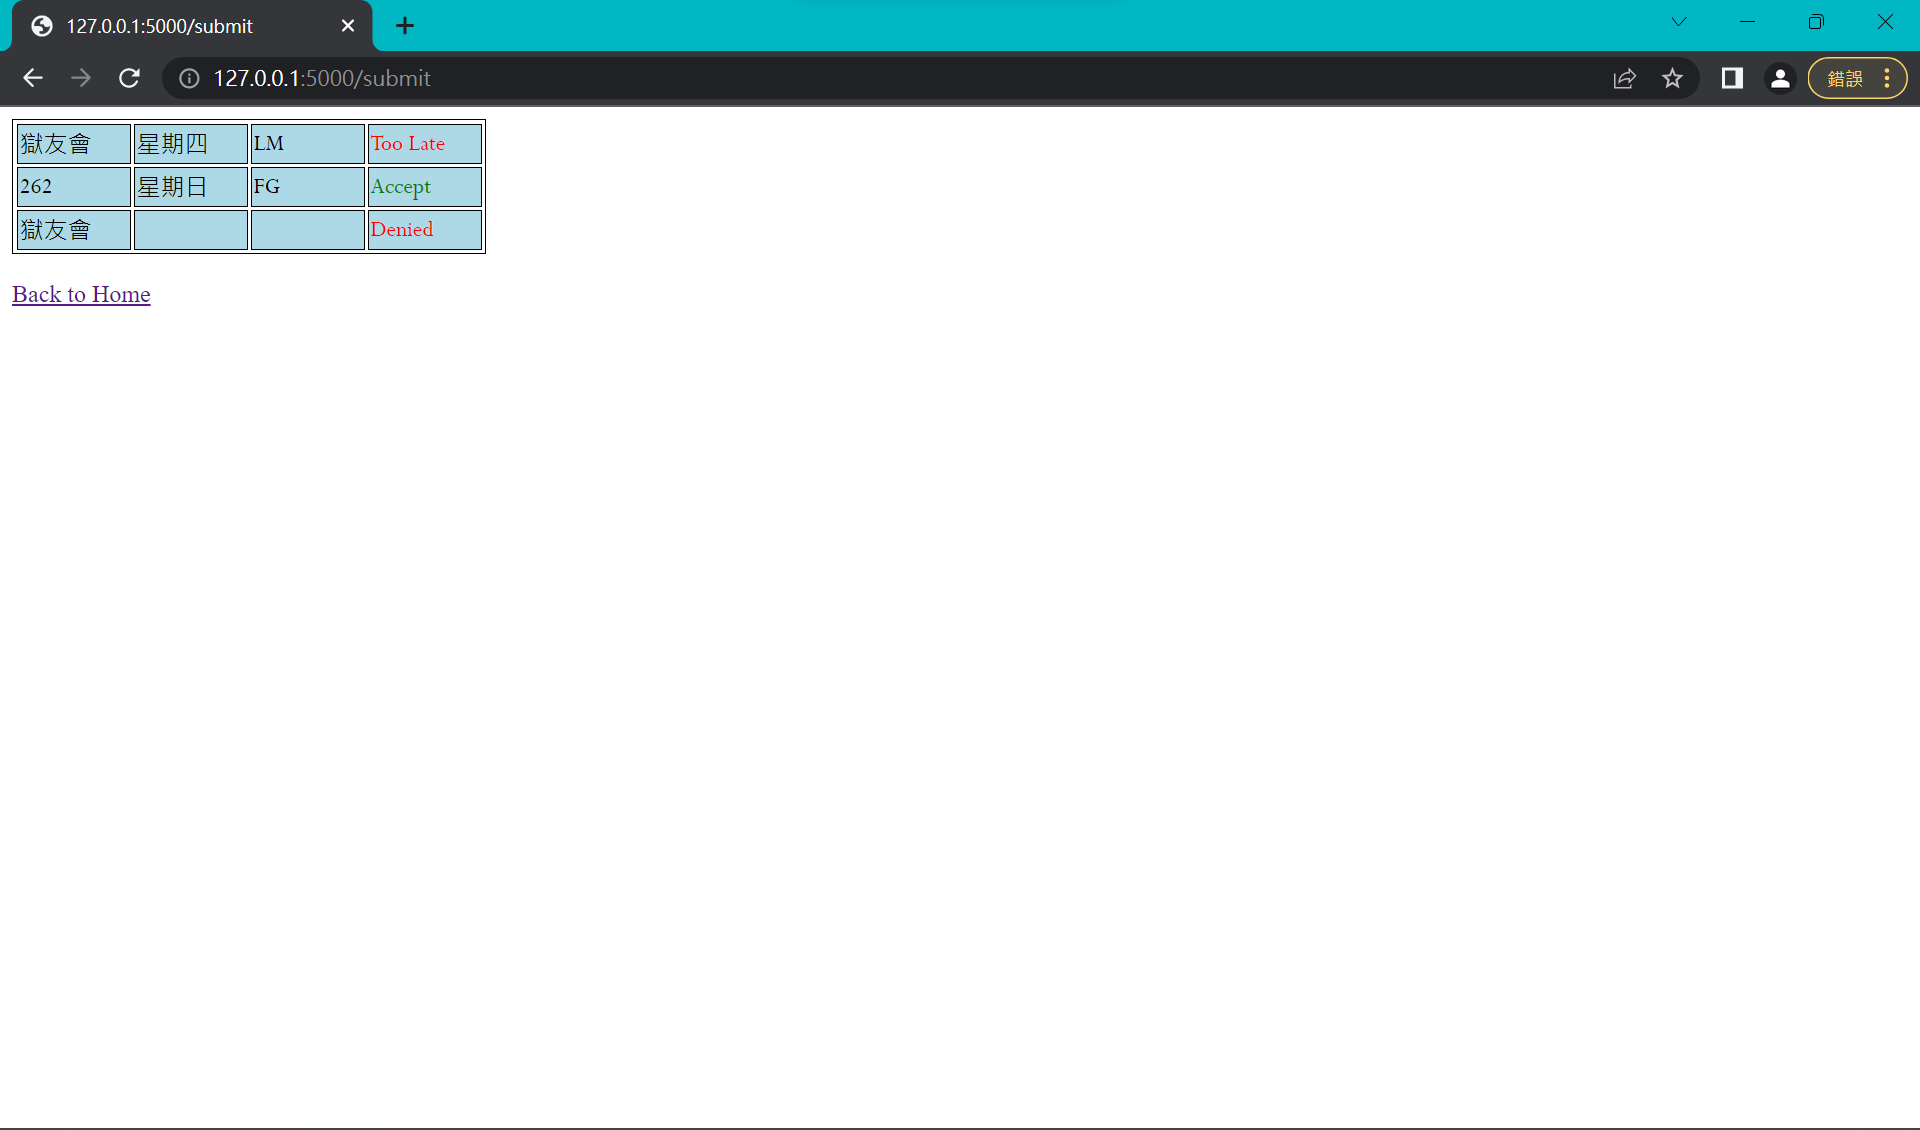 127.0.0.1:5000/submit
127.0.0.1:5000/submit
錯誤
獄友會 星期四 LM Too Late
262 星期日 FG Accept
獄友會 Denied
Back to Home